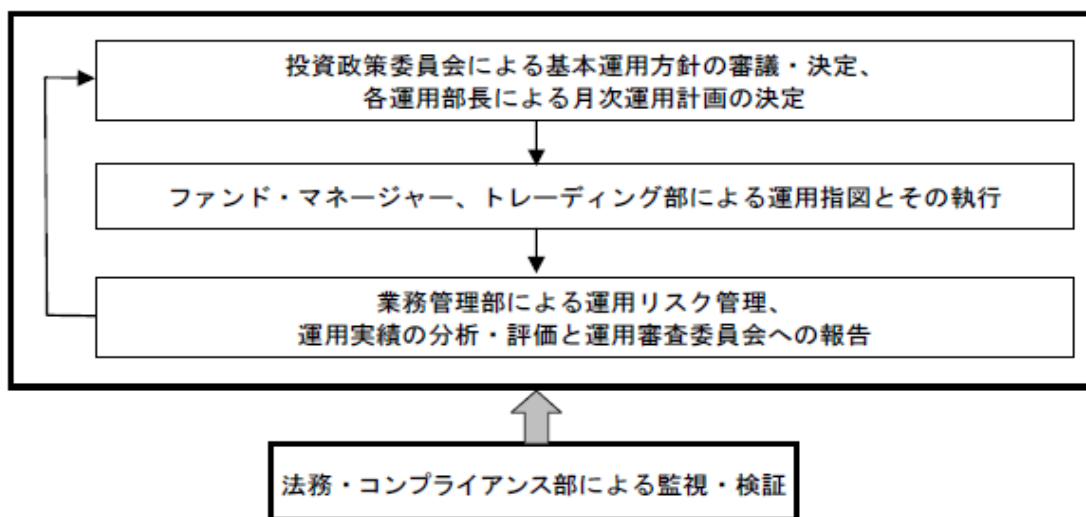 投資政策委員会による基本運用方針の審議・決定、
各運用部長による月次運用計画の決定
ファンド・マネージャー、トレーディング部による運用指図とその執行
業務管理部による運用リスク管理、
運用実績の分析・評価と運用審査委員会への報告
法務・コンプライアンス部による監視・検証